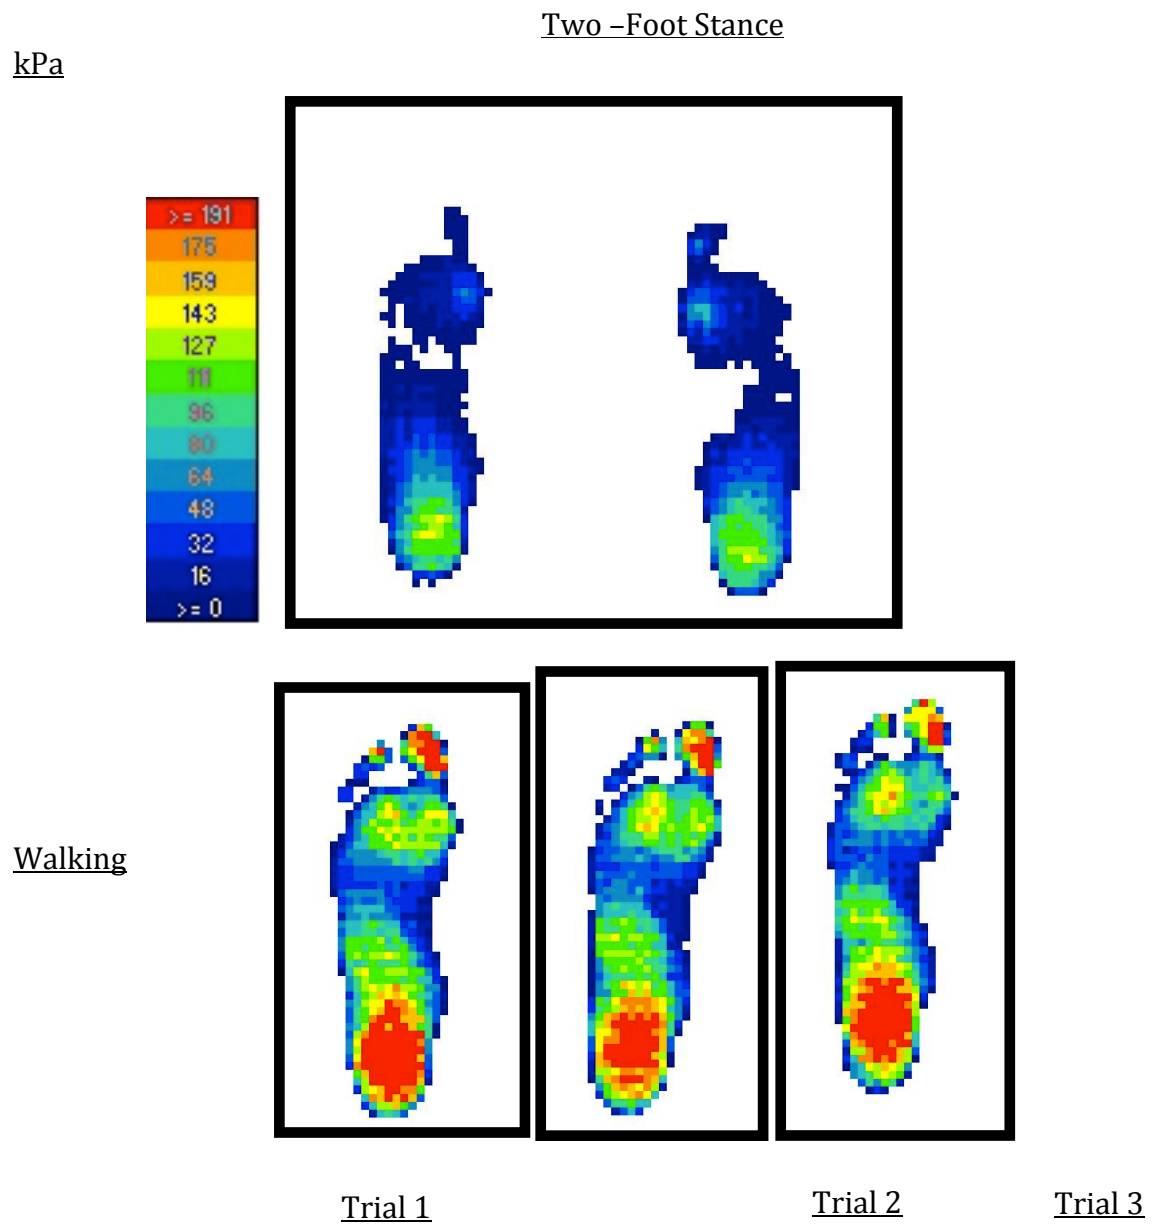 Two –Foot Stance
kPa
>= 191
175
159
143
127
111
96
80
64
48
32
16
>= 0
Walking
Trial 1
Trial 2
Trial 3